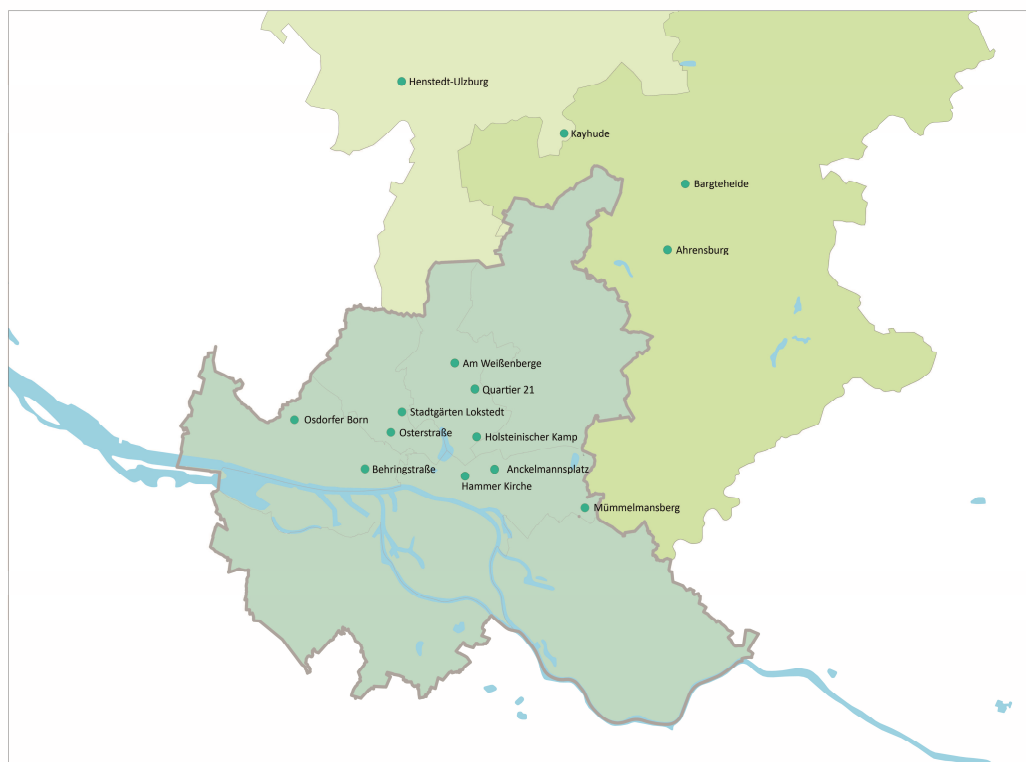 Henstedt-Ulzburg
Kayhude
Bargteheide
Ahrensburg
Am Weißenberge
Quartier 21
Stadtgärten Lokstedt
Osdorfer Born
Osterstraße
Holsteinischer Kamp
Behringstraße
Anckelmannsplatz
Hammer Kirche
Mümmelmansberg